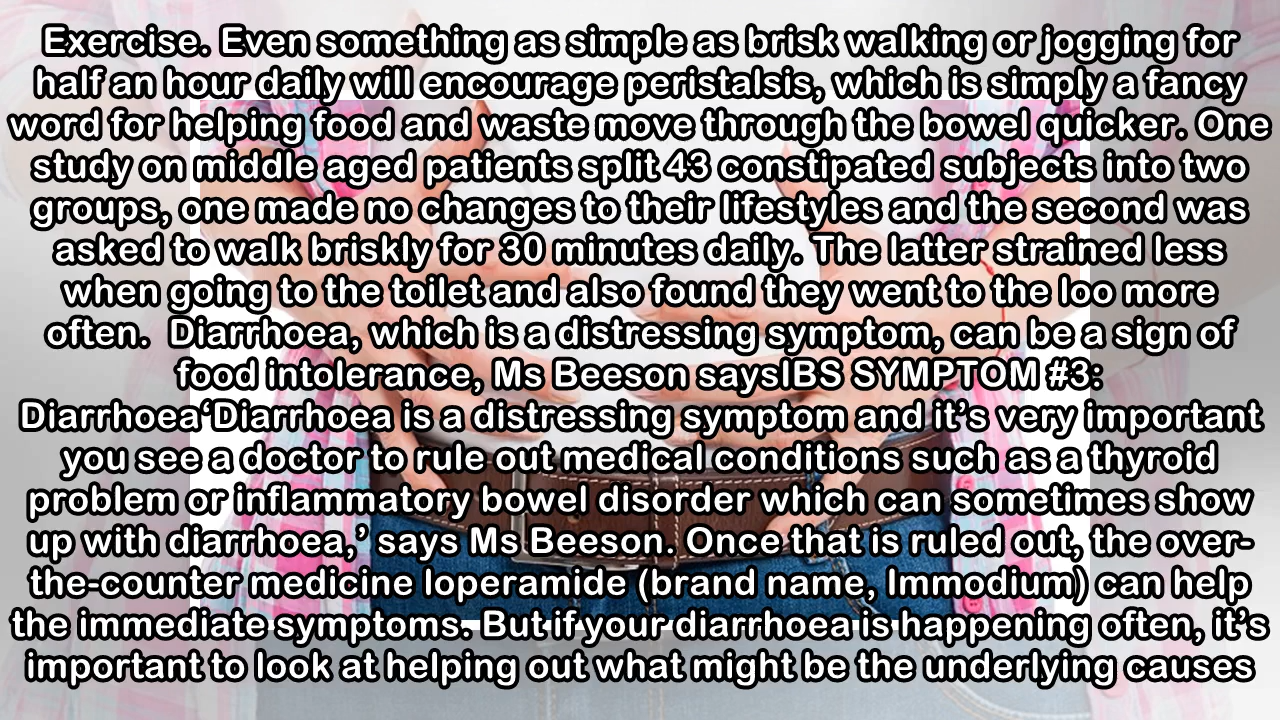 Exercise. Even something as simple as brisk walking or jogging for
half an hour daily will encourage peristalsis, which is simply a fancy
word for helping food and waste move through the bowel quicker. One
study on middle aged patients split 43 constipated subjects into two
groups, one made no changes to their lifestyles and the second was
asked to walk briskly for 30 minutes daily. The latter strained less
when going to the toilet and also found they went to the loo more
often.  Diarrhoea, which is a distressing symptom, can be a sign of
food intolerance, Ms Beeson saysIBS SYMPTOM #3:
Diarrhoea‘Diarrhoea is a distressing symptom and it’s very important
you see a doctor to rule out medical conditions such as a thyroid
problem or inflammatory bowel disorder which can sometimes show
up with diarrhoea,’ says Ms Beeson. Once that is ruled out, the over-
the-counter medicine loperamide (brand name, Immodium) can help
the immediate symptoms. But if your diarrhoea is happening often, it’s
important to look at helping out what might be the underlying causes